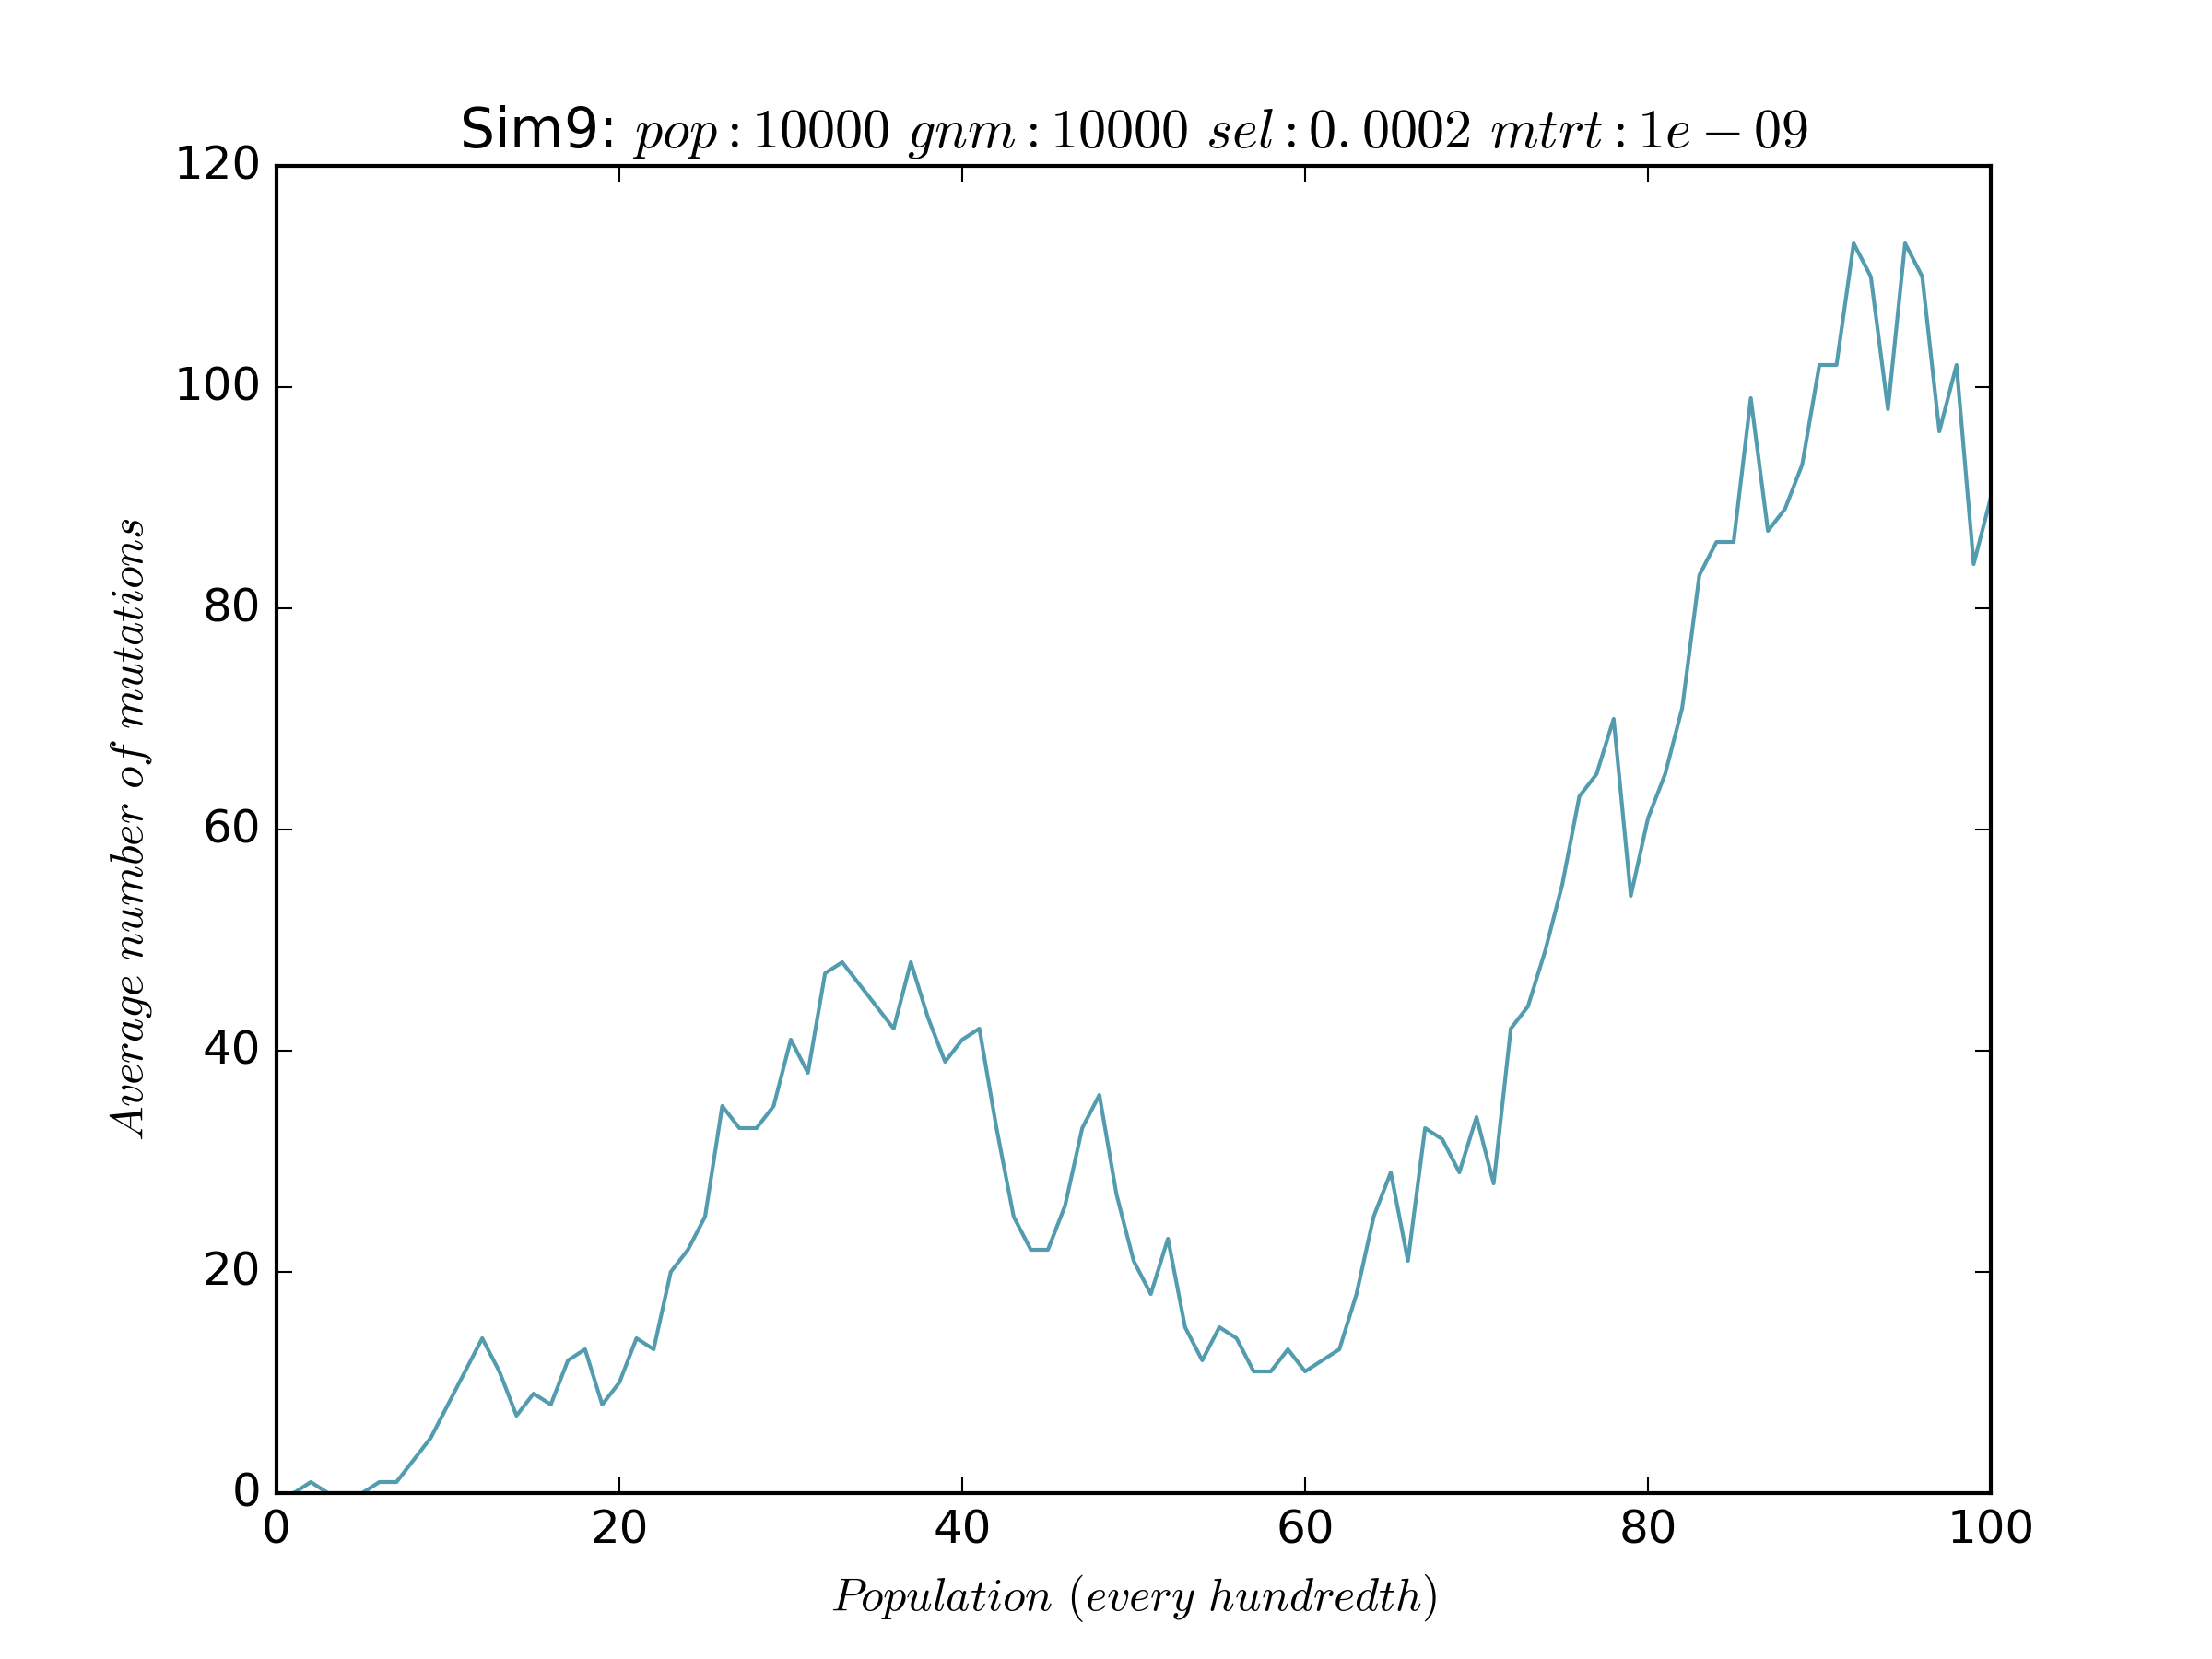 Sim9: pop : 10000 gnm : 10000 sel : 0.0002 mtrt : 1e − 09
120
100
80
60
40
20
0
Average number of mutations
0 20 40 60 80 100
Population (every hundredth)